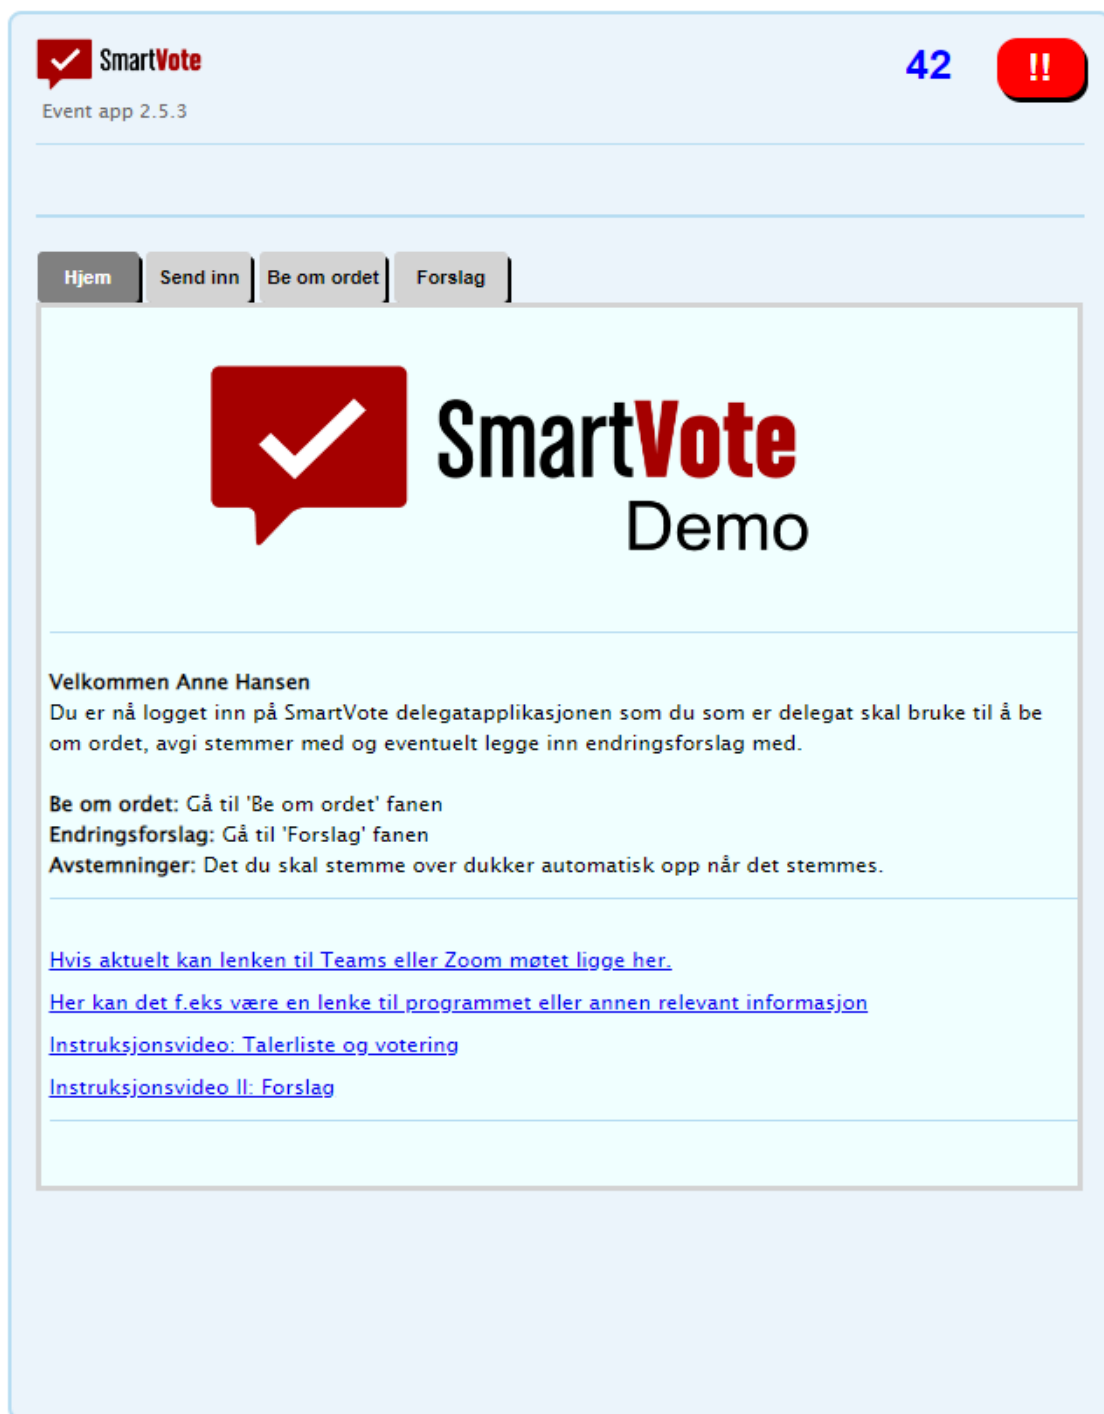 SmartVote
42
!!
Event app 2.5.3
Hjem
Send inn
Be om ordet
Forslag
SmartVote
Demo
Velkommen Anne Hansen
Du er nå logget inn på SmartVote delegatapplikasjonen som du som er delegat skal bruke til å be
om ordet, avgi stemmer med og eventuelt legge inn endringsforslag med.
Be om ordet: Gå til 'Be om ordet' fanen
Endringsforslag: Gå til 'Forslag' fanen
Avstemninger: Det du skal stemme over dukker automatisk opp når det stemmes.
Hvis aktuelt kan lenken til Teams eller Zoom møtet ligge her.
Her kan det f.eks være en lenke til programmet eller annen relevant informasjon
Instruksjonsvideo: Talerliste og votering
Instruksjonsvideo II: Forslag